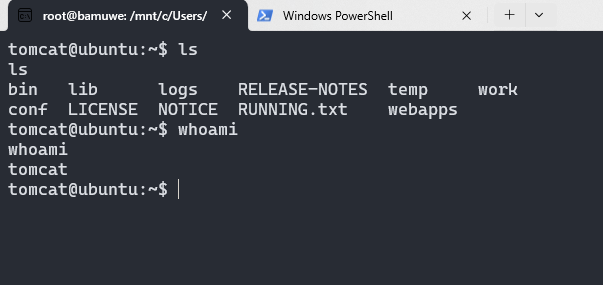 root@bamuwe: /mnt/c/Users/ Windows PowerShell
tomcat@ubuntu:~$ ls
ls
bin lib logs RELEASE-NOTES temp work
conf LICENSE NOTICE RUNNING.txt webapps
tomcat@ubuntu:~$ whoami
whoami
tomcat
tomcat@ubuntu:~$